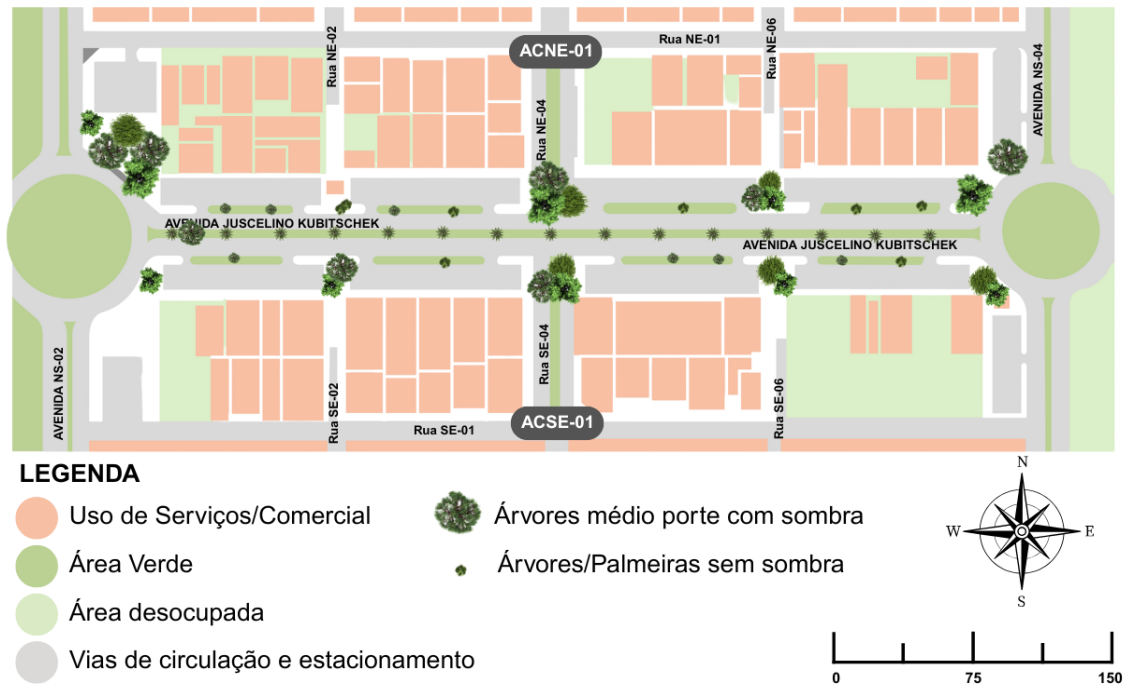 ACNE-01
Rua NE-01
Rua NE-02
Rua NE-04
Rua NE-06
AVENIDA NS-04
AVENIDA JUSCELINO KUBITSCHEK
AVENIDA JUSCELINO KUBITSCHEK
AVENIDA NS-02
Rua SE-02
Rua SE-04
Rua SE-06
Rua SE-01
ACSE-01
LEGENDA
Uso de Serviços/Comercial
Área Verde
Área desocupada
Vias de circulação e estacionamento
Árvores médio porte com sombra
Árvores/Palmeiras sem sombra
N
W
E
S
0 75 150